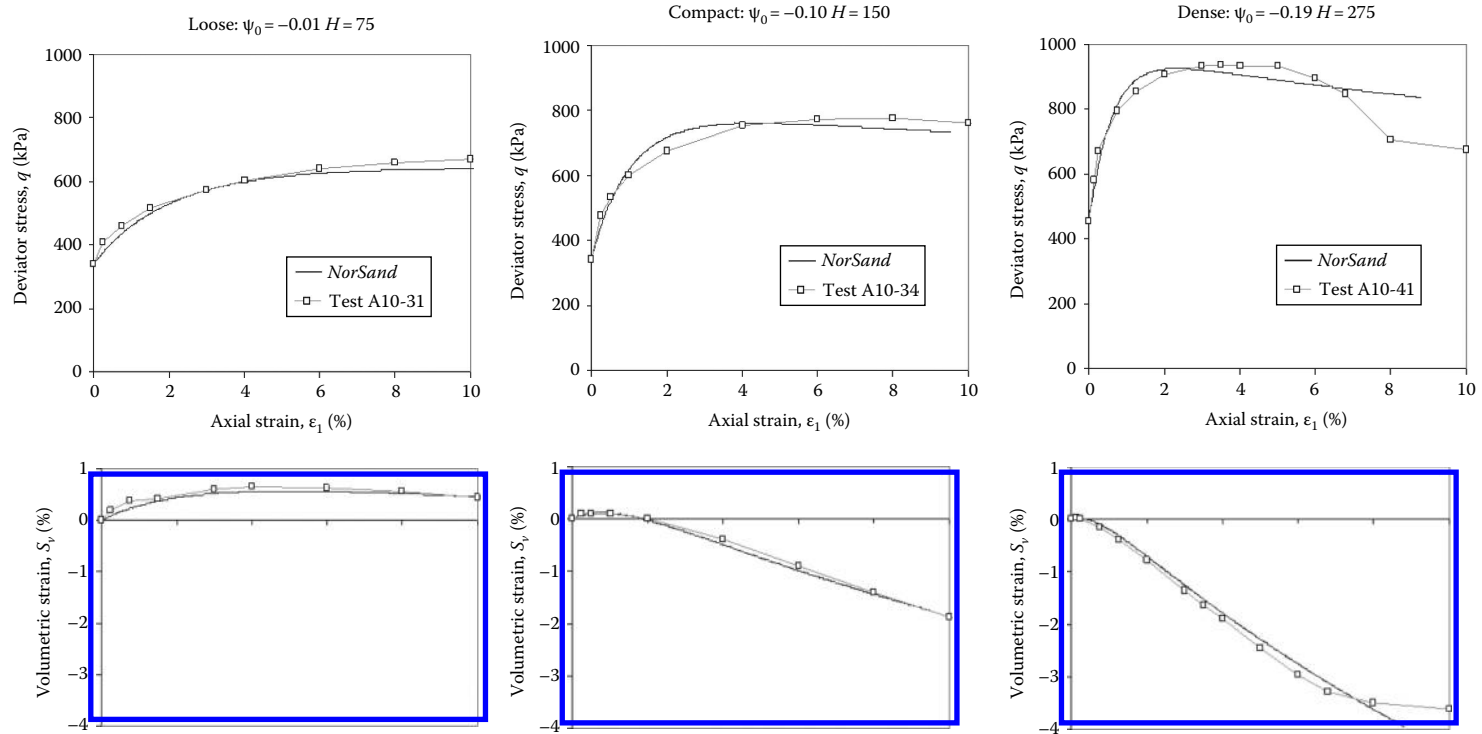 Loose: ψ0 = −0.01 H = 75
1000
800
600
400
200
0
Deviator stress, q (kPa)
NorSand
Test A10-31
0 2 4 6 8 10
Axial strain, ε1 (%)
Compact: ψ0 = −0.10 H = 150
1000
800
600
400
200
0
Deviator stress, q (kPa)
NorSand
Test A10-34
0 2 4 6 8 10
Axial strain, ε1 (%)
Dense: ψ0 = −0.19 H = 275
1000
800
600
400
200
0
Deviator stress, q (kPa)
NorSand
Test A10-41
0 2 4 6 8 10
Axial strain, ε1 (%)
1
0
−1
−2
−3
−4
Volumetric strain, Sv (%)
1
0
−1
−2
−3
−4
Volumetric strain, Sv (%)
1
0
−1
−2
−3
−4
Volumetric strain, Sv (%)